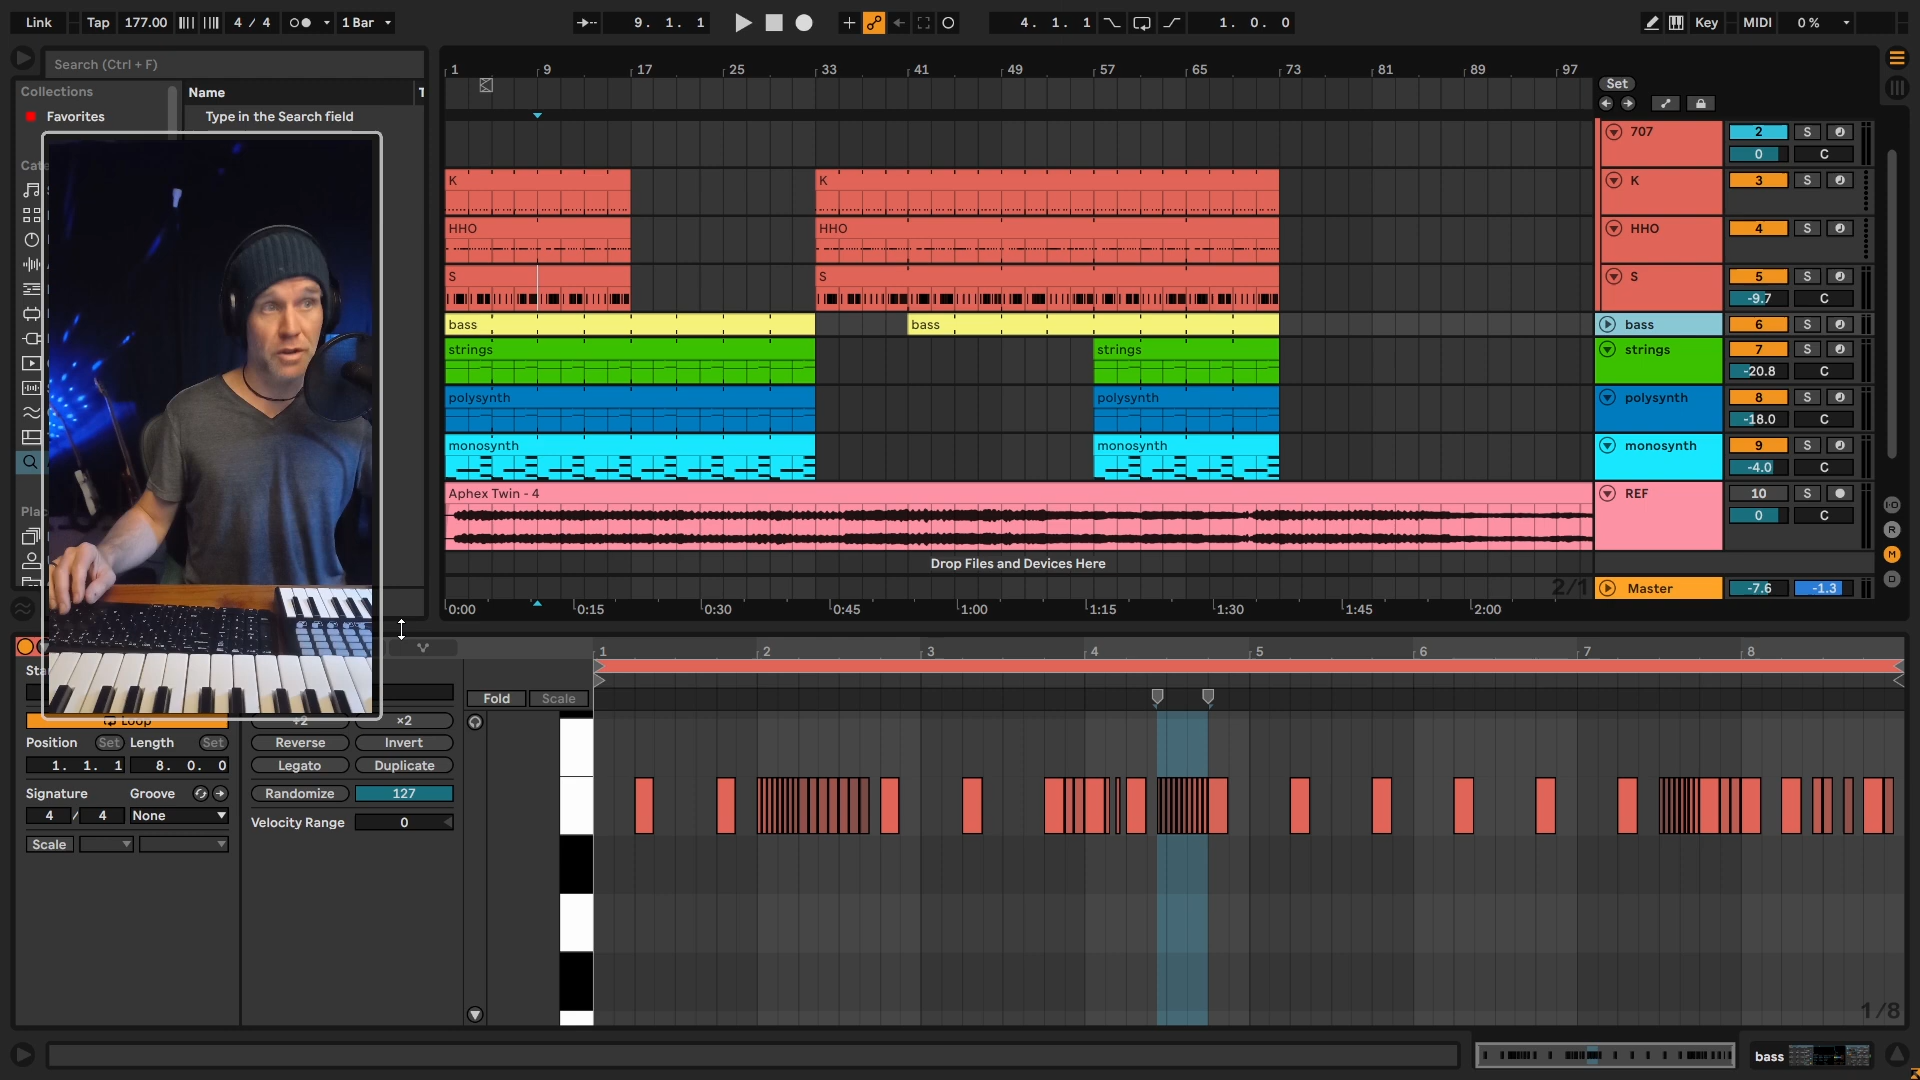 Link Tap 177.00 4 / 4 1 Bar 9. 1. 1 4. 1. 1 1. 0. 0 Key MIDI 0 %
Search (Ctrl + F)
Collections Name
Favorites Type in the Search field
1 9 17 25 33 41 49 57 65 73 81 89 97
Set
707 2 S
0 C
K K K 3 S
HHO HHO HHO 4 S
S S S 5 S
-9.7 C
bass bass bass 6 S
strings strings strings 7 S
-20.8 C
polysynth polysynth polysynth 8 S
-18.0 C
monosynth monosynth monosynth 9 S
-4.0 C
Aphex Twin - 4 REF 10 S
0 C
Drop Files and Devices Here
2/1 Master -7.6 -1.3
0:00 0:15 0:30 0:45 1:00 1:15 1:30 1:45 2:00
R
M
1 2 3 4 5 6 7 8
Fold Scale
Loop ÷2 ×2
Position Set Length Set Reverse Invert
1. 1. 1 8. 0. 0 Legato Duplicate
Signature Groove Randomize 127
4 / 4 None Velocity Range 0
Scale
1/8
bass